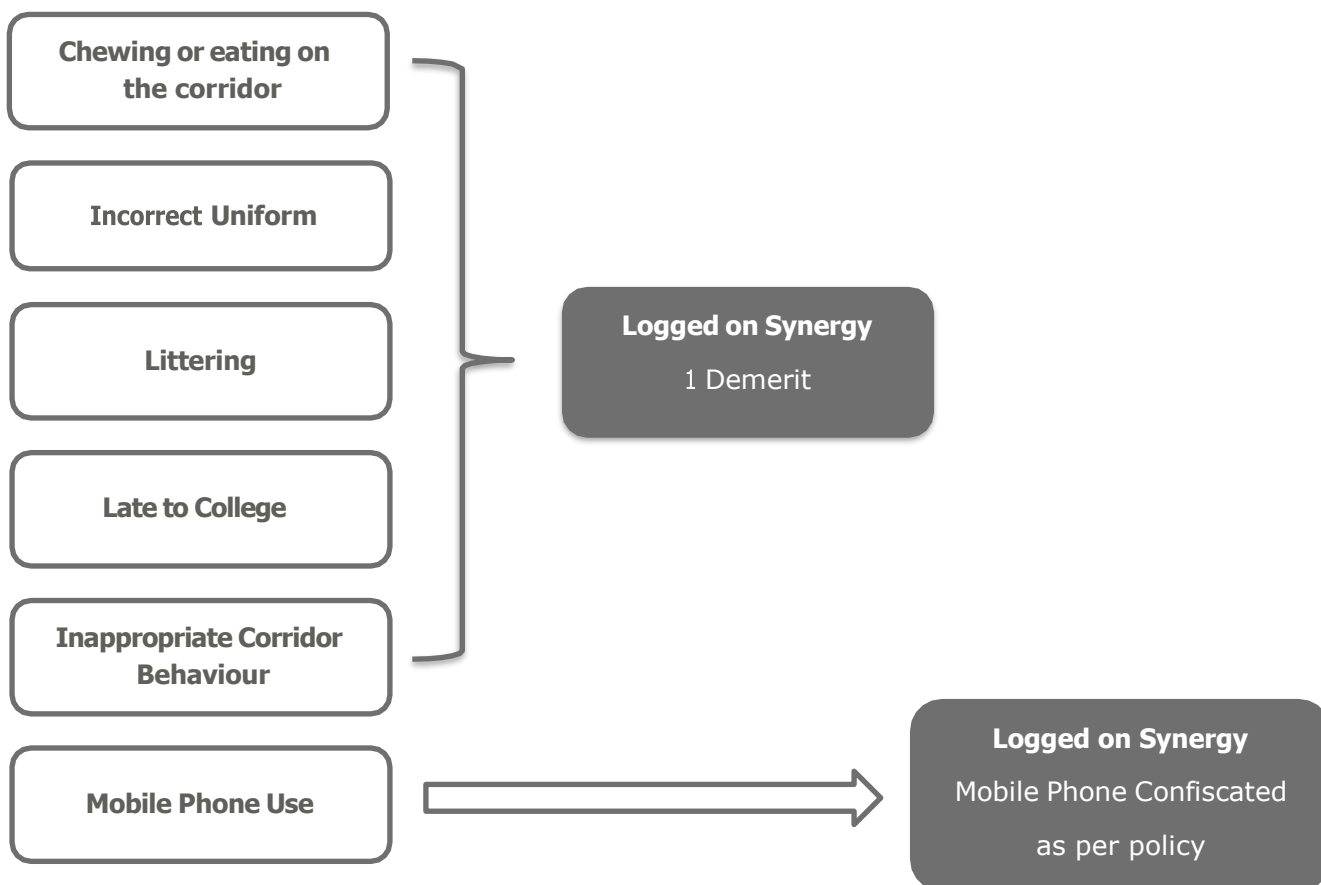 Chewing or eating on
the corridor
Incorrect Uniform
Littering
Late to College
Inappropriate Corridor
Behaviour
Mobile Phone Use
Logged on Synergy
1 Demerit
Logged on Synergy
Mobile Phone Confiscated
as per policy